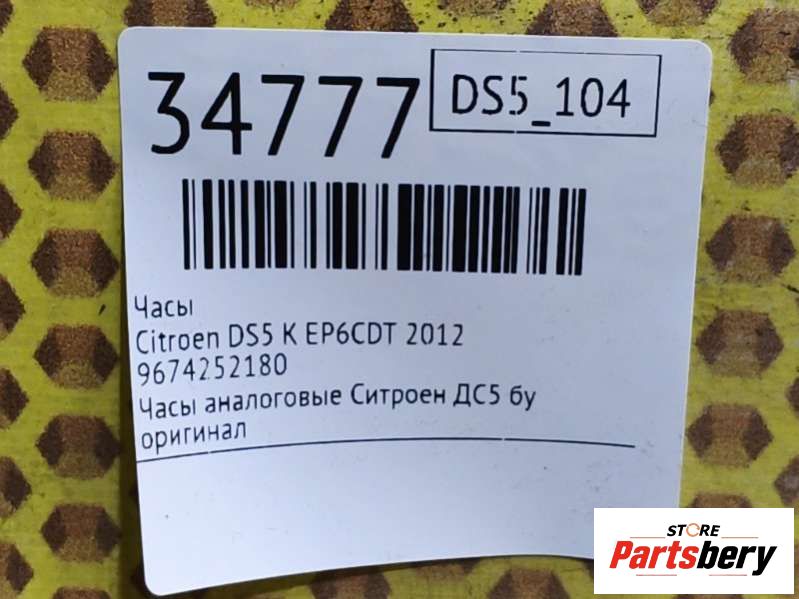 34777
DS5_104
Часы
Citroen DS5 K EP6CDT 2012
9674252180
Часы аналоговые Ситроен ДС5 бу
оригинал
STORE
Partsbery